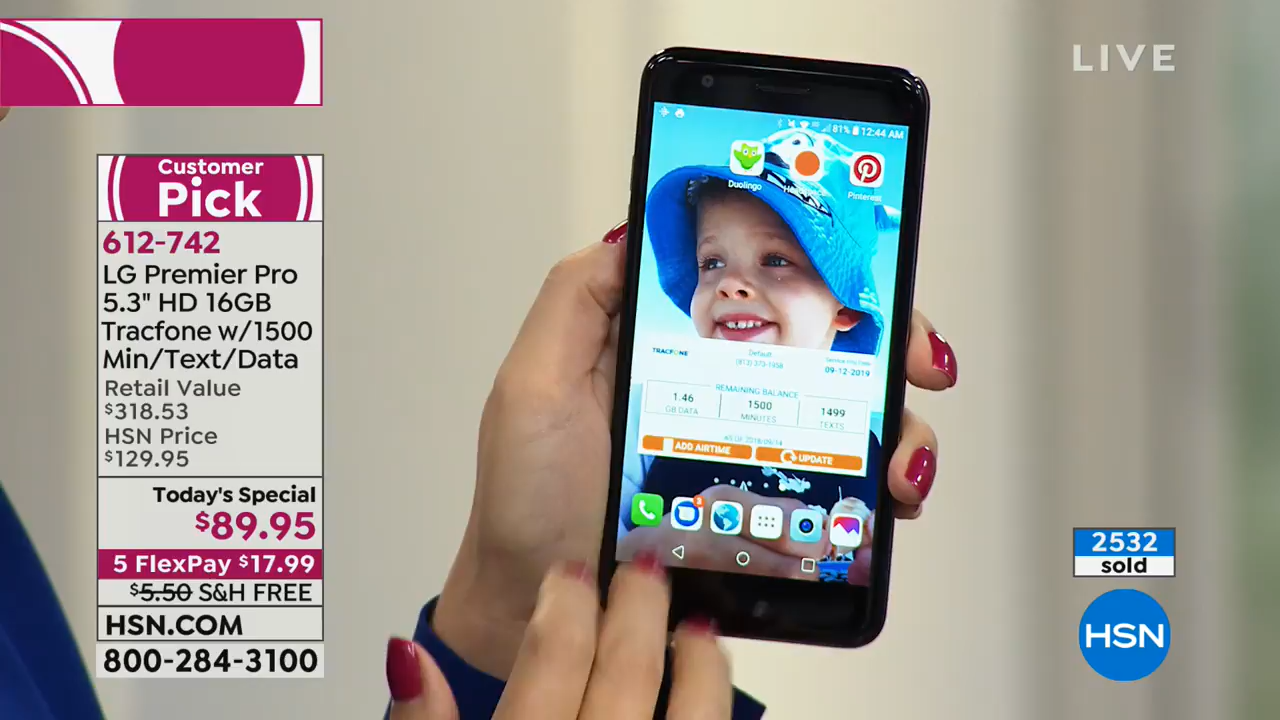 LIVE
Customer
Pick
612-742
LG Premier Pro
5.3" HD 16GB
Tracfone w/1500
Min/Text/Data
Retail Value
$318.53
HSN Price
$129.95
Today's Special
$89.95
5 FlexPay $17.99
$5.50 S&H FREE
HSN.COM
800-284-3100
81% 12:44 AM
Duolingo
Pinterest
TRACFONE
Default
09-12-2019
REMAINING BALANCE
1.46 1500 1499
GB DATA MINUTES TEXTS
ADD AIRTIME UPDATE
2532
sold
HSN